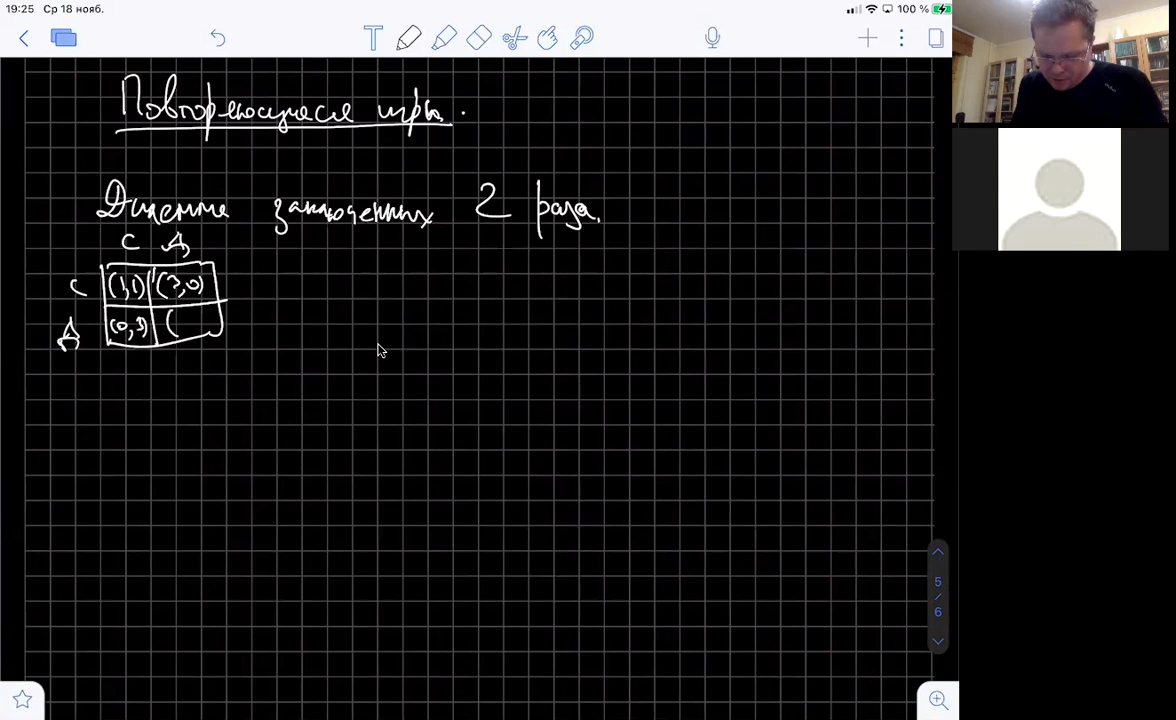 19:25 Ср 18 нояб.
100 %
Повторяющиеся игры.
Дилемма заключенных 2 раза.
С Д
С (1,1) (3,0)
Д (0,3) (
5
/
6